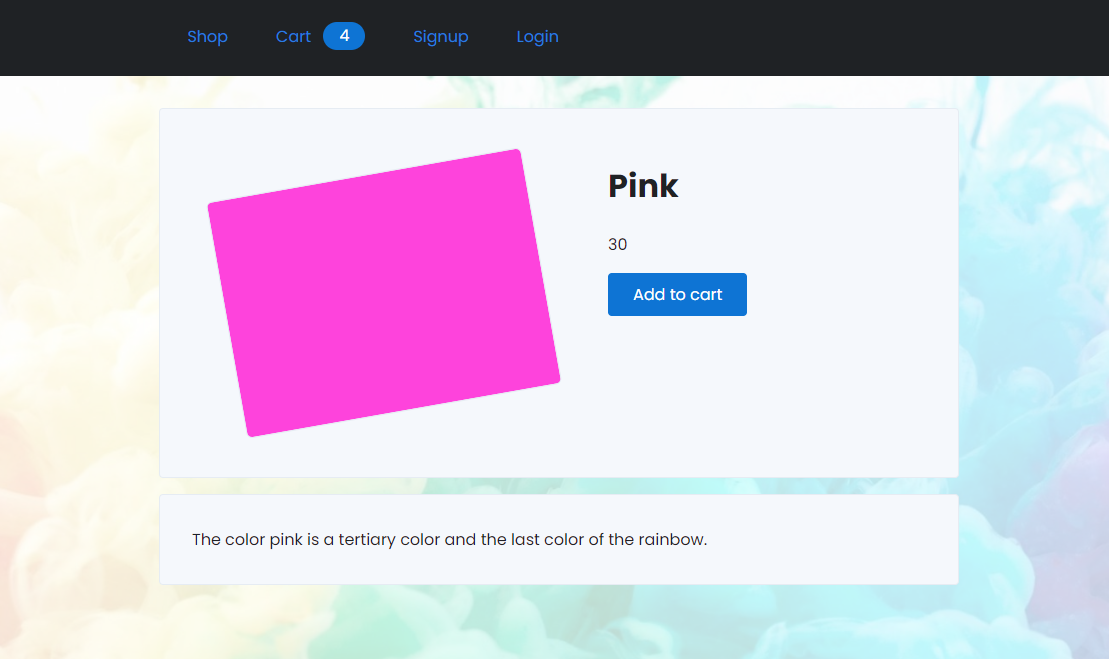 Shop Cart 4 Signup Login
Pink
30
Add to cart
The color pink is a tertiary color and the last color of the rainbow.